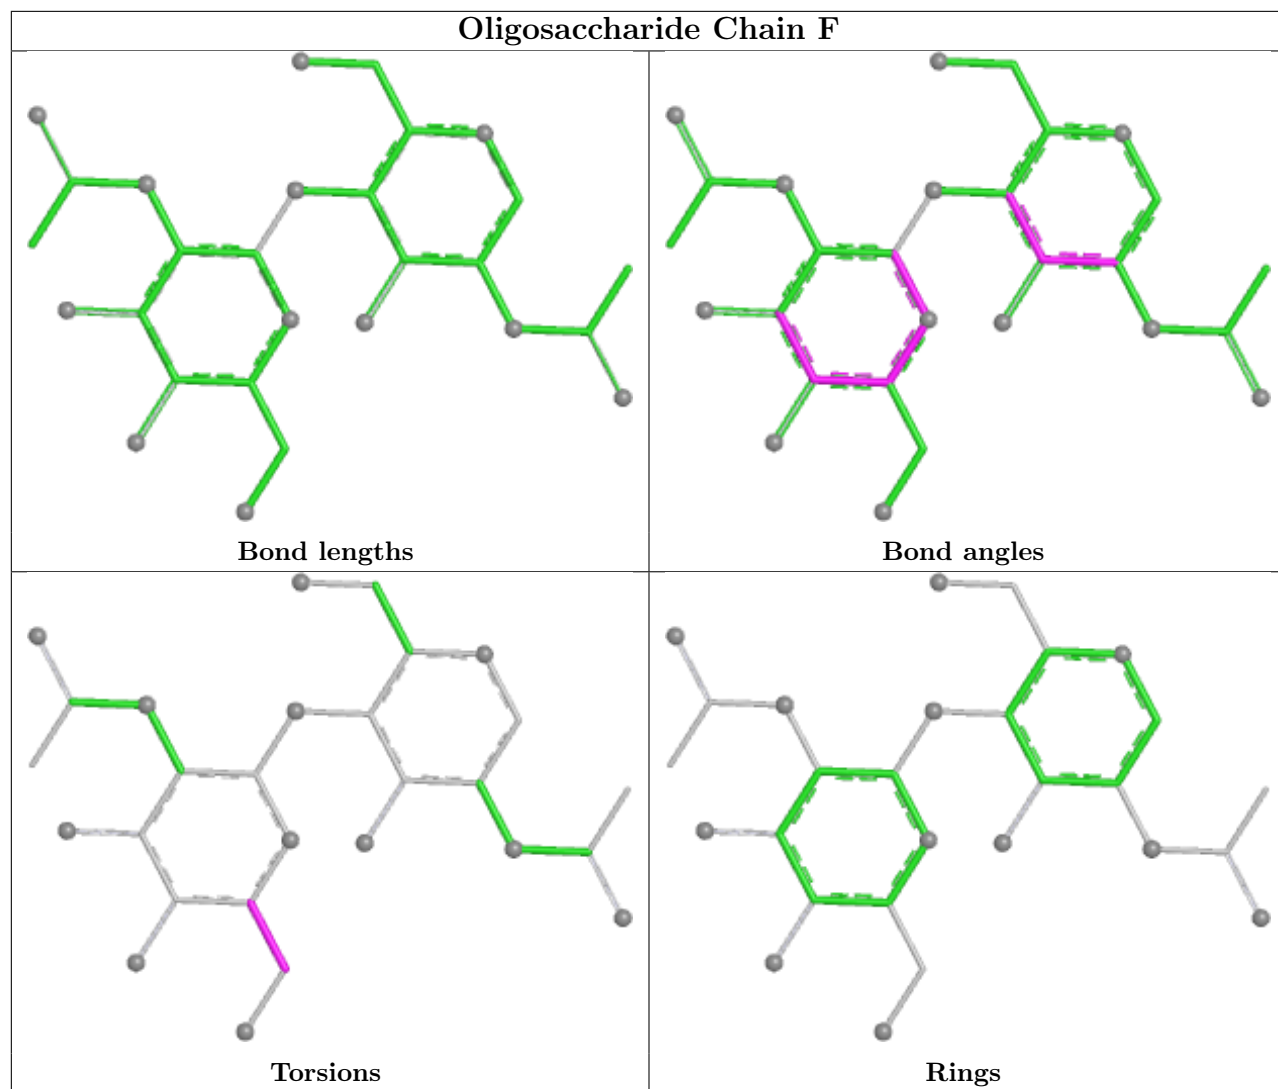 Oligosaccharide Chain F
Bond lengths
Bond angles
Torsions
Rings